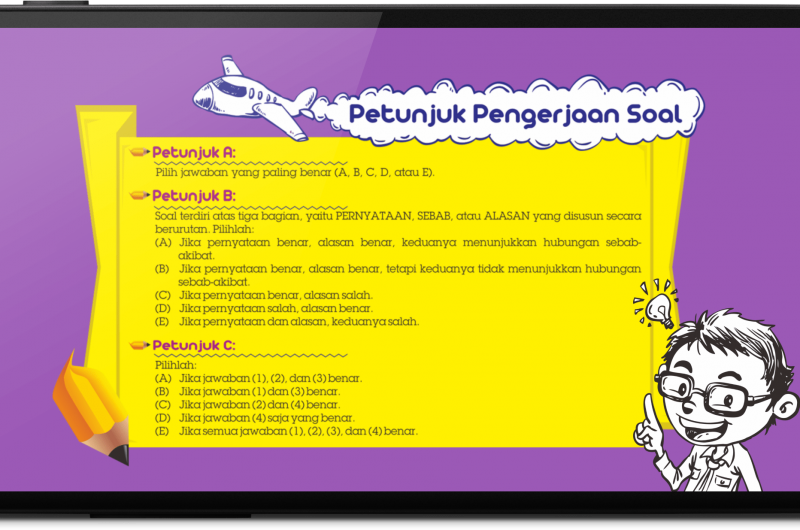 Petunjuk Pengerjaan Soal
Petunjuk A:
Pilih jawaban yang paling benar (A, B, C, D, atau E).
Petunjuk B:
Soal terdiri atas tiga bagian, yaitu PERNYATAAN, SEBAB, atau ALASAN yang disusun secara
berurutan. Pilihlah:
(A) Jika pernyataan benar, alasan benar, keduanya menunjukkan hubungan sebab-
akibat.
(B) Jika pernyataan benar, alasan benar, tetapi keduanya tidak menunjukkan hubungan
sebab-akibat.
(C) Jika pernyataan benar, alasan salah.
(D) Jika pernyataan salah, alasan benar.
(E) Jika pernyataan dan alasan, keduanya salah.
Petunjuk C:
Pilihlah:
(A) Jika jawaban (1), (2), dan (3) benar.
(B) Jika jawaban (1) dan (3) benar.
(C) Jika jawaban (2) dan (4) benar.
(D) Jika jawaban (4) saja yang benar.
(E) Jika semua jawaban (1), (2), (3), dan (4) benar.